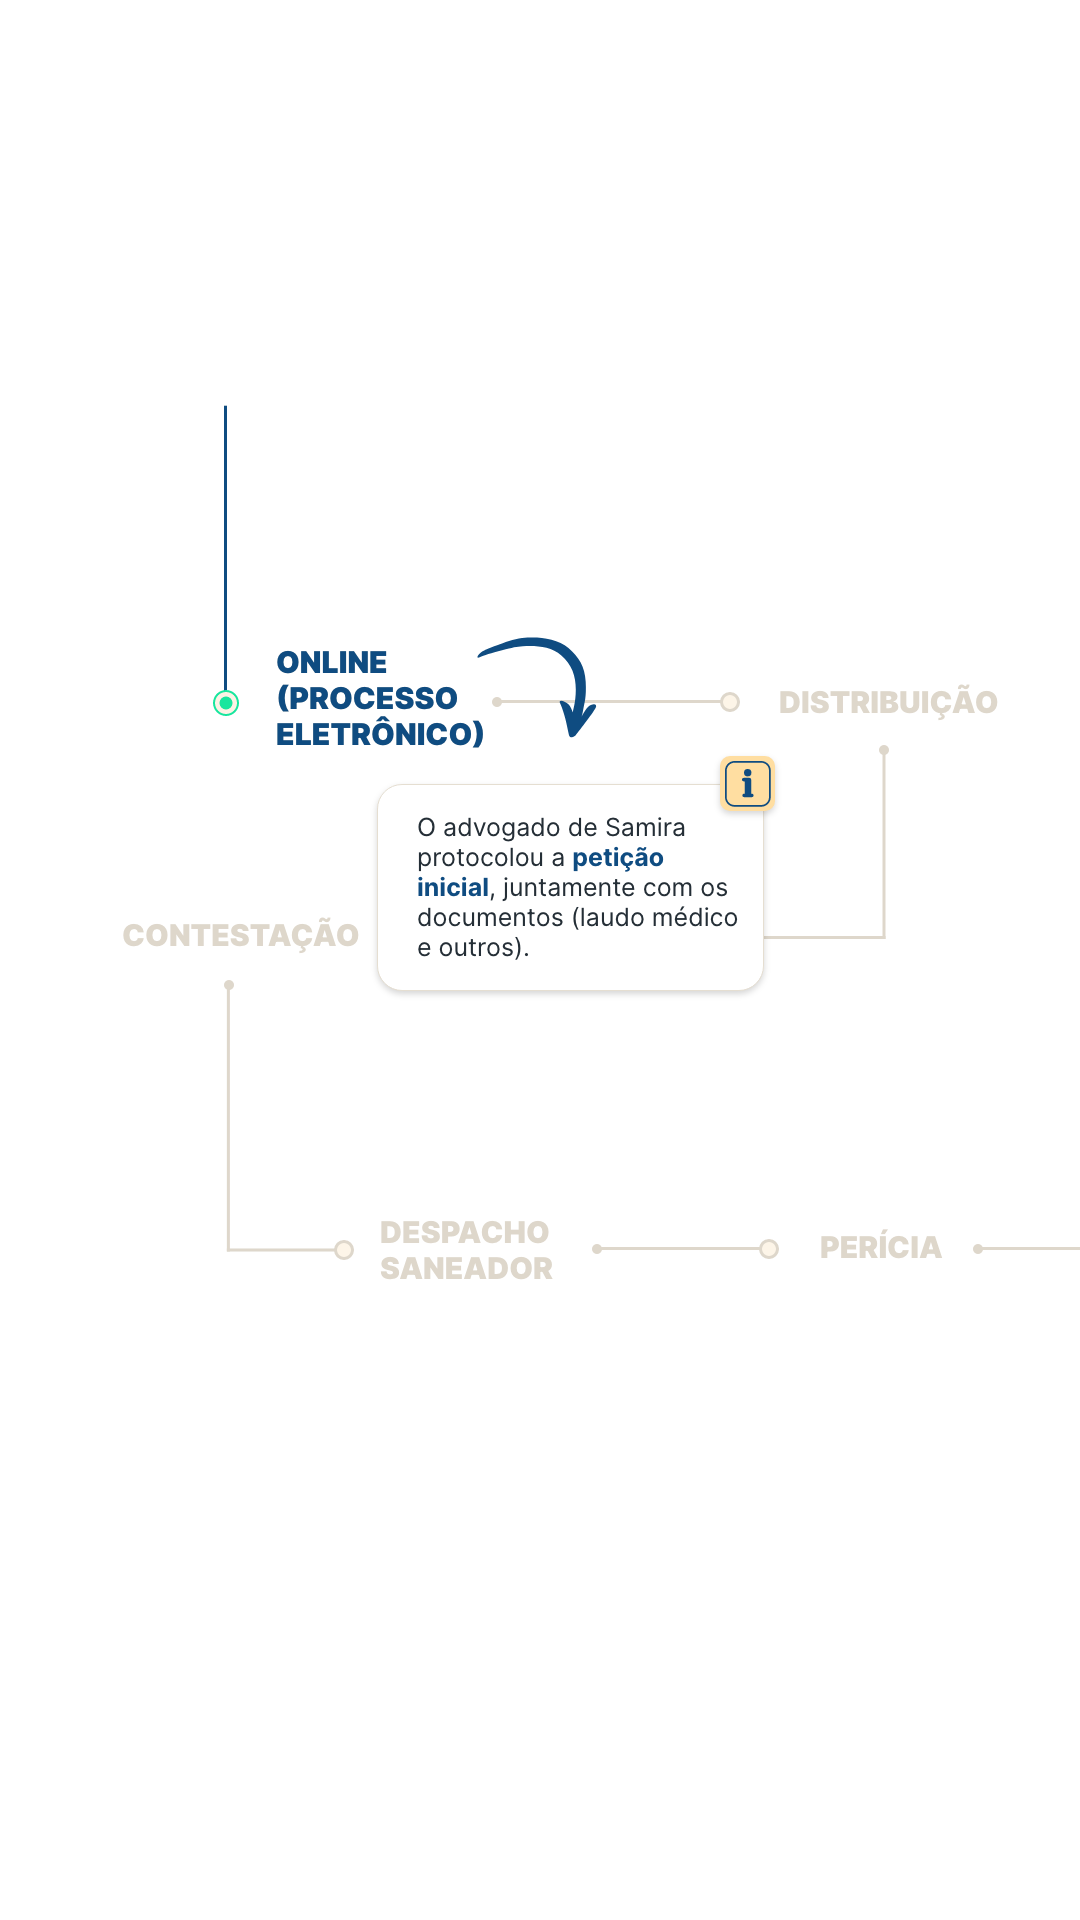 ONLINE
(PROCESSO
ELETRÔNICO)
DISTRIBUIÇÃO
i
O advogado de Samira
protocolou a petição
inicial, juntamente com os
documentos (laudo médico
e outros).
CONTESTAÇÃO
DESPACHO
SANEADOR
PERÍCIA